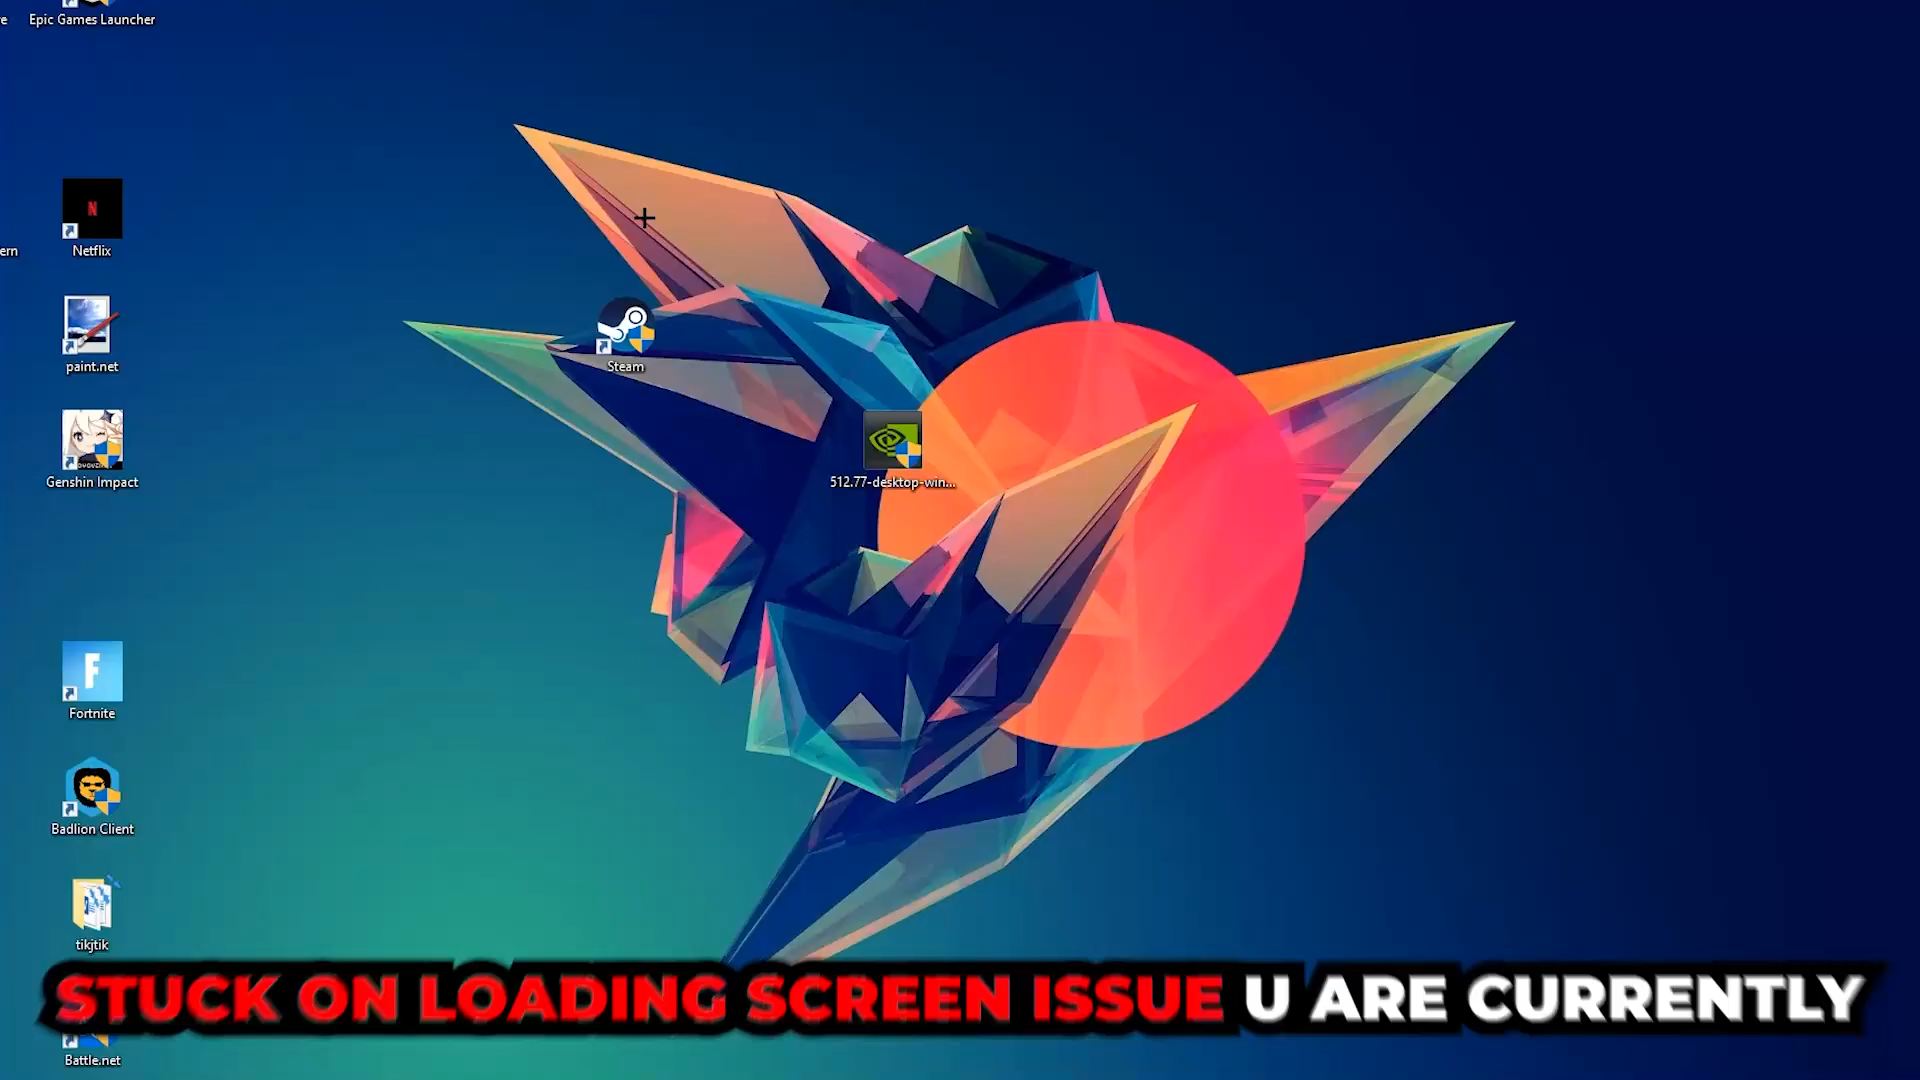 Epic Games Launcher
Netflix
ern
paint.net
Steam
Genshin Impact
512.77-desktop-win...
Fortnite
Badlion Client
tikjtik
STUCK ON LOADING SCREEN ISSUE U ARE CURRENTLY
Battle.net